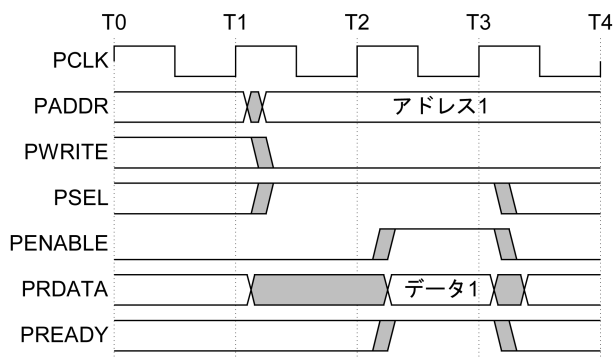 T0 T1 T2 T3 T4
PCLK
PADDR アドレス1
PWRITE
PSEL
PENABLE
PRDATA データ1
PREADY